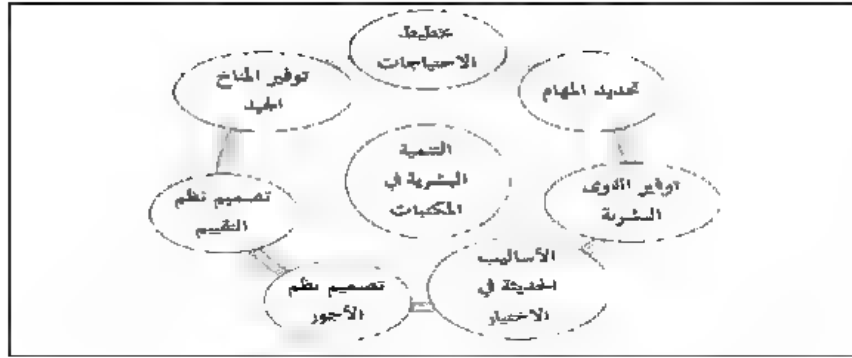 تخطيط
الاحتياجات
تحديد المهام
توفير القوى
البشرية
الأساليب
الحديثة في
الاختيار
تصميم نظم
الأجور
تصميم نظم
التقييم
توفير المناخ
الجيد
التنمية
البشرية في
المكتبات